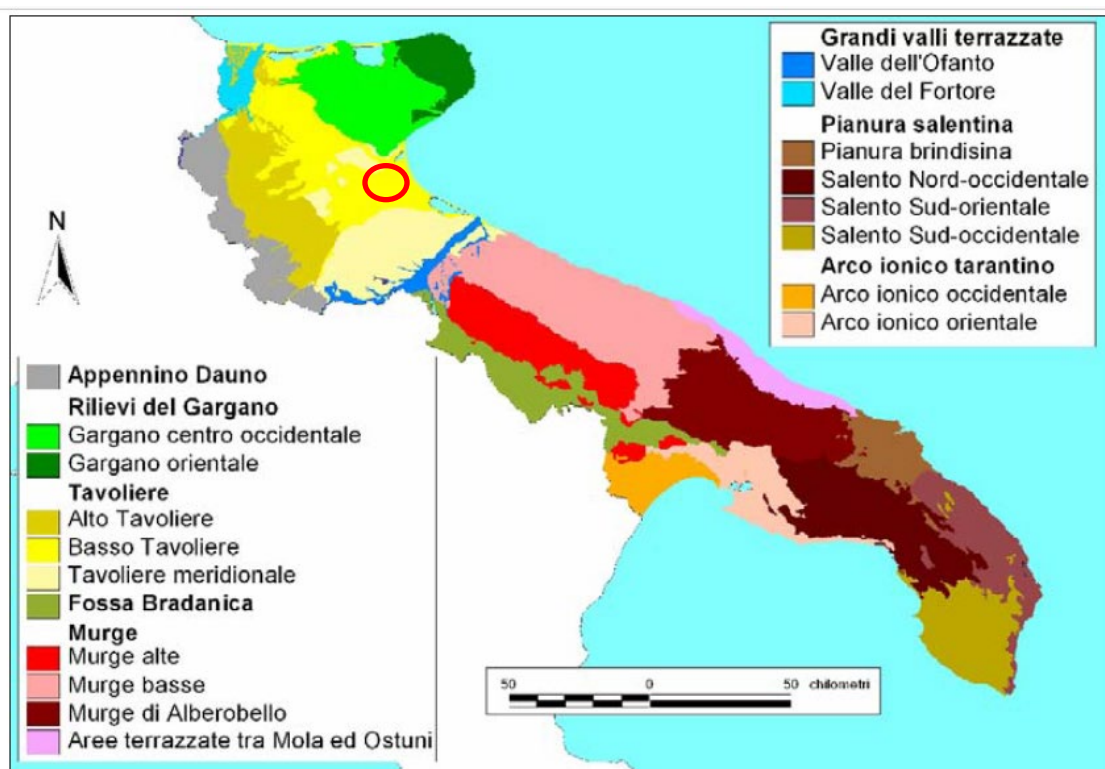 Grandi valli terrazzate
Valle dell'Ofanto
Valle del Fortore
Pianura salentina
Pianura brindisina
Salento Nord-occidentale
Salento Sud-orientale
Salento Sud-occidentale
Arco ionico tarantino
Arco ionico occidentale
Arco ionico orientale
N
Appennino Dauno
Rilievi del Gargano
Gargano centro occidentale
Gargano orientale
Tavoliere
Alto Tavoliere
Basso Tavoliere
Tavoliere meridionale
Fossa Bradanica
Murge
Murge alte
Murge basse
Murge di Alberobello
Aree terrazzate tra Mola ed Ostuni
50 0 50 chilometri